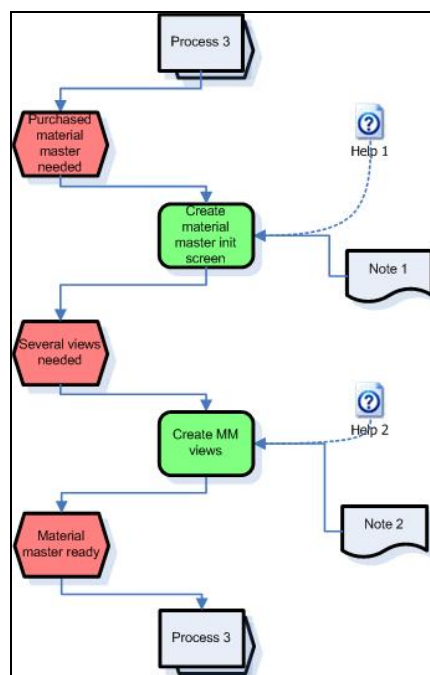 Process 3
Purchased
material
master
needed
Help 1
Create
material
master init
screen
Note 1
Several views
needed
Help 2
Create MM
views
Note 2
Material
master ready
Process 3